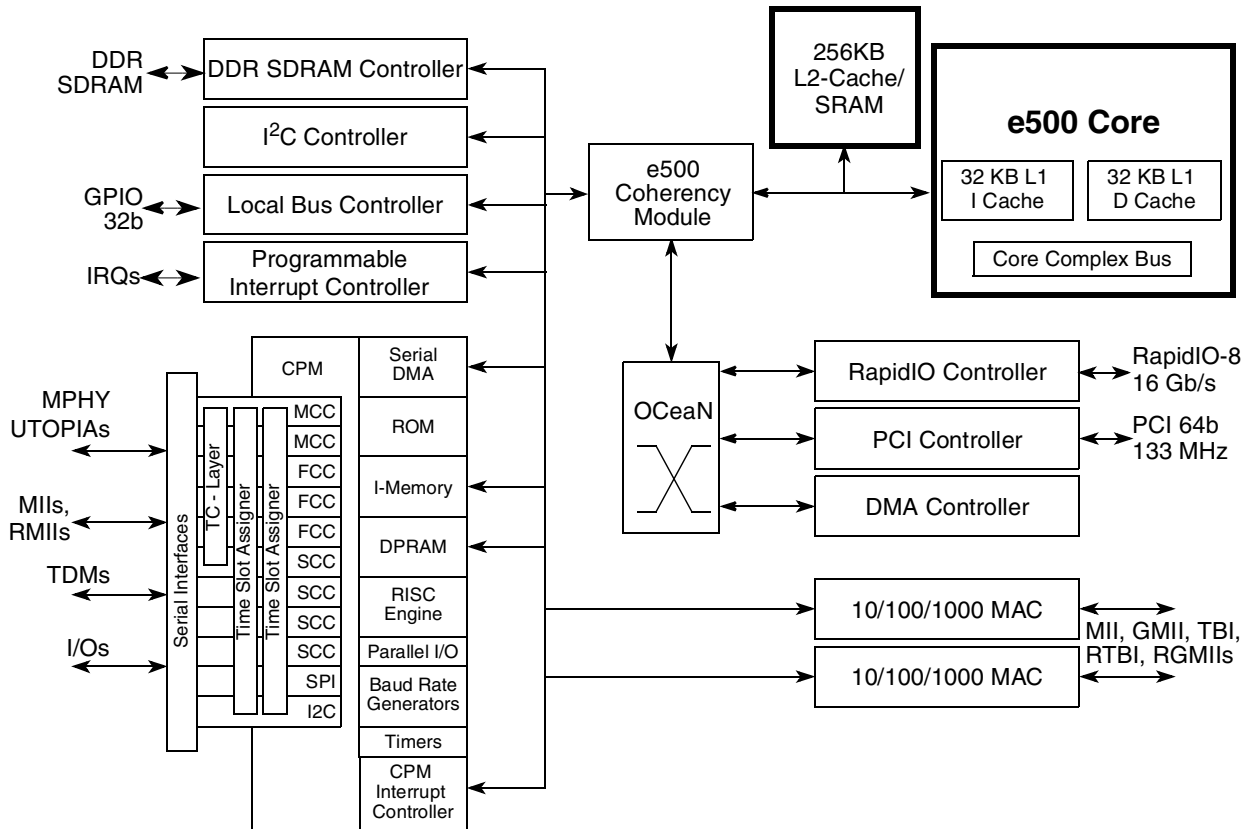 DDR
SDRAM
DDR SDRAM Controller
I²C Controller
GPIO
32b
Local Bus Controller
IRQs
Programmable
Interrupt Controller
256KB
L2-Cache/
SRAM
e500
Coherency
Module
e500 Core
32 KB L1
I Cache
32 KB L1
D Cache
Core Complex Bus
OCeaN
RapidIO Controller
RapidIO-8
16 Gb/s
PCI Controller
PCI 64b
133 MHz
DMA Controller
10/100/1000 MAC
10/100/1000 MAC
MII, GMII, TBI,
RTBI, RGMIIs
MPHY
UTOPIAs
MIIs,
RMIIs
TDMs
I/Os
Serial Interfaces
TC - Layer
Time Slot Assigner
Time Slot Assigner
CPM
MCC
MCC
FCC
FCC
FCC
SCC
SCC
SCC
SCC
SPI
I2C
Serial
DMA
ROM
I-Memory
DPRAM
RISC
Engine
Parallel I/O
Baud Rate
Generators
Timers
CPM
Interrupt
Controller